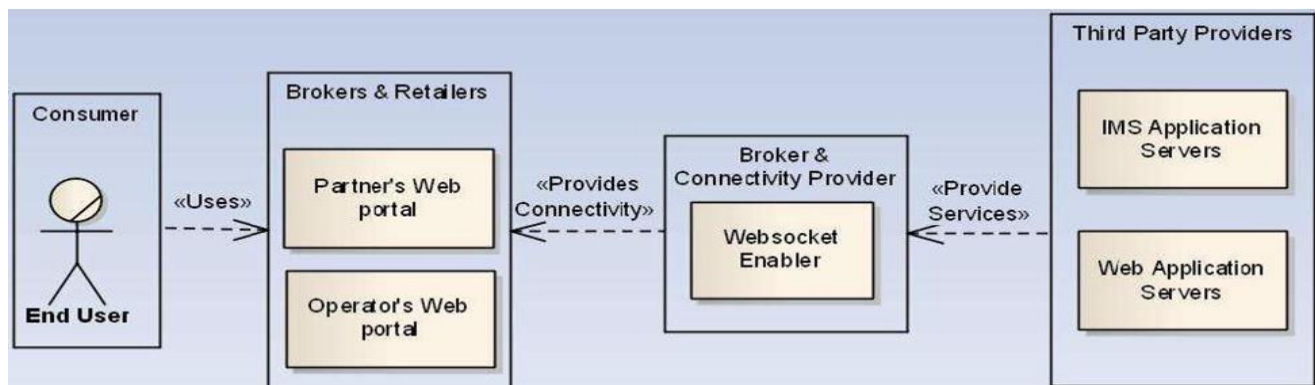 Consumer
End User
«Uses»
Brokers & Retailers
Partner's Web
portal
Operator's Web
portal
«Provides
Connectivity»
Broker &
Connectivity Provider
Websocket
Enabler
«Provide
Services»
Third Party Providers
IMS Application
Servers
Web Application
Servers